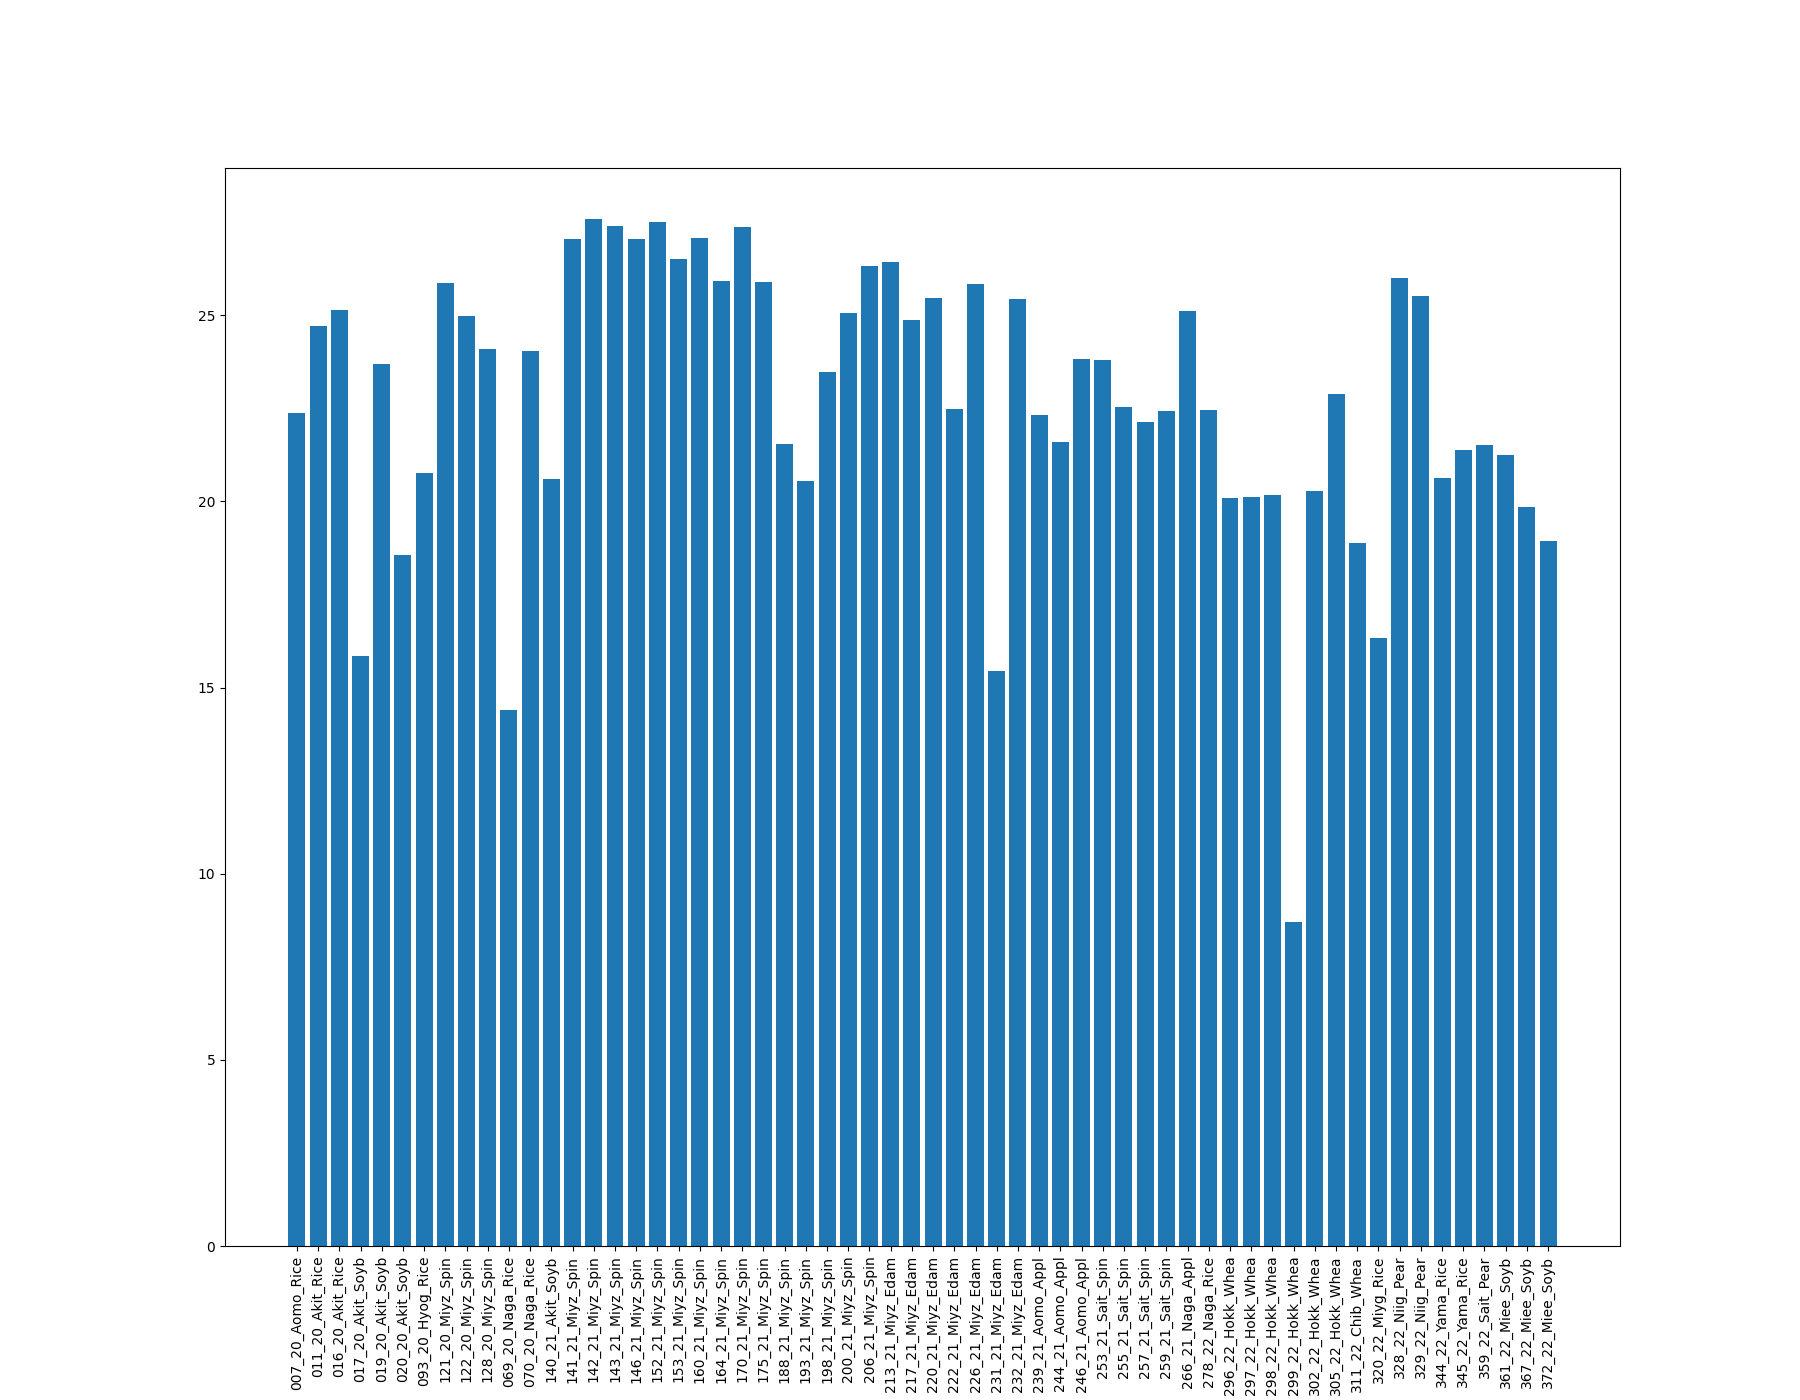 25
20
15
10
5
0
007_20_Aomo_Rice
011_20_Akit_Rice
016_20_Akit_Rice
017_20_Akit_Soyb
019_20_Akit_Soyb
020_20_Akit_Soyb
093_20_Hyog_Rice
121_20_Miyz_Spin
122_20_Miyz_Spin
128_20_Miyz_Spin
069_20_Naga_Rice
070_20_Naga_Rice
140_21_Akit_Soyb
141_21_Miyz_Spin
142_21_Miyz_Spin
143_21_Miyz_Spin
146_21_Miyz_Spin
152_21_Miyz_Spin
153_21_Miyz_Spin
160_21_Miyz_Spin
164_21_Miyz_Spin
170_21_Miyz_Spin
175_21_Miyz_Spin
188_21_Miyz_Spin
193_21_Miyz_Spin
198_21_Miyz_Spin
200_21_Miyz_Spin
206_21_Miyz_Spin
213_21_Miyz_Edam
217_21_Miyz_Edam
220_21_Miyz_Edam
222_21_Miyz_Edam
226_21_Miyz_Edam
231_21_Miyz_Edam
232_21_Miyz_Edam
239_21_Aomo_Appl
244_21_Aomo_Appl
246_21_Aomo_Appl
253_21_Sait_Spin
255_21_Sait_Spin
257_21_Sait_Spin
259_21_Sait_Spin
266_21_Naga_Appl
278_22_Naga_Rice
296_22_Hokk_Whea
297_22_Hokk_Whea
298_22_Hokk_Whea
299_22_Hokk_Whea
302_22_Hokk_Whea
305_22_Hokk_Whea
311_22_Chib_Whea
320_22_Miyg_Rice
328_22_Niig_Pear
329_22_Niig_Pear
344_22_Yama_Rice
345_22_Yama_Rice
359_22_Sait_Pear
361_22_Miee_Soyb
367_22_Miee_Soyb
372_22_Miee_Soyb